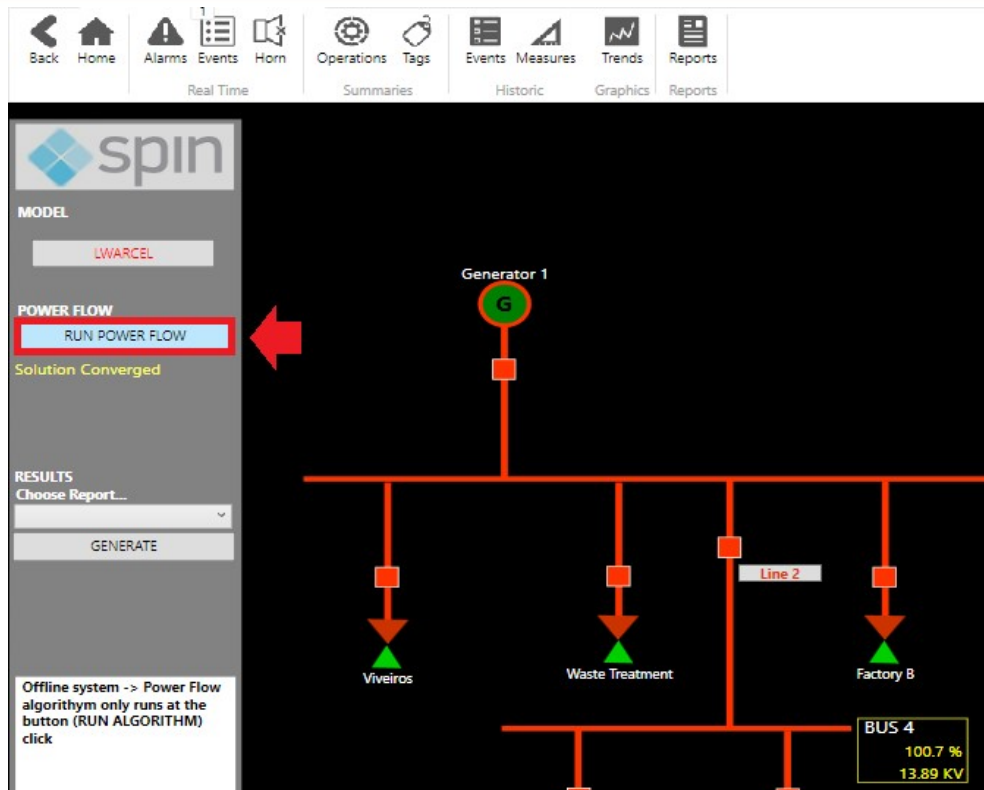 1
Back Home Alarms Events Horn Operations Tags Events Measures Trends Reports
Real Time Summaries Historic Graphics Reports
spin
MODEL
LWARCEL
POWER FLOW
RUN POWER FLOW
Solution Converged
RESULTS
Choose Report...
GENERATE
Offline system -> Power Flow
algorithym only runs at the
button (RUN ALGORITHM)
click
Generator 1
G
Line 2
Viveiros
Waste Treatment
Factory B
BUS 4
100.7 %
13.89 KV